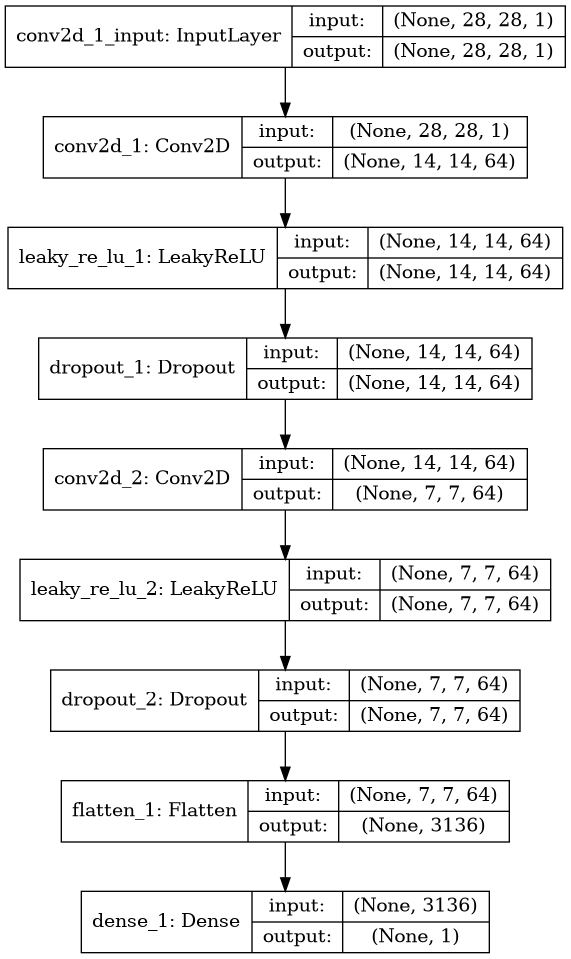 conv2d_1_input: InputLayer
input: (None, 28, 28, 1)
output: (None, 28, 28, 1)
conv2d_1: Conv2D
input: (None, 28, 28, 1)
output: (None, 14, 14, 64)
leaky_re_lu_1: LeakyReLU
input: (None, 14, 14, 64)
output: (None, 14, 14, 64)
dropout_1: Dropout
input: (None, 14, 14, 64)
output: (None, 14, 14, 64)
conv2d_2: Conv2D
input: (None, 14, 14, 64)
output: (None, 7, 7, 64)
leaky_re_lu_2: LeakyReLU
input: (None, 7, 7, 64)
output: (None, 7, 7, 64)
dropout_2: Dropout
input: (None, 7, 7, 64)
output: (None, 7, 7, 64)
flatten_1: Flatten
input: (None, 7, 7, 64)
output: (None, 3136)
dense_1: Dense
input: (None, 3136)
output: (None, 1)